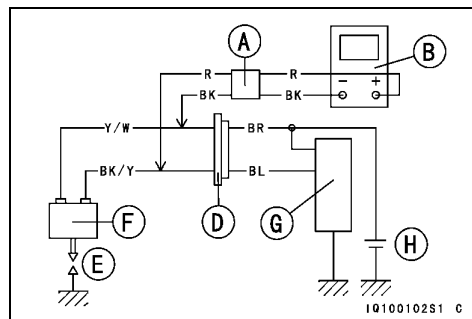 A
B
R R
− +
BK BK
Y/W BR
BK/Y BL
D
G
F
H
E
IQ100102S1 C